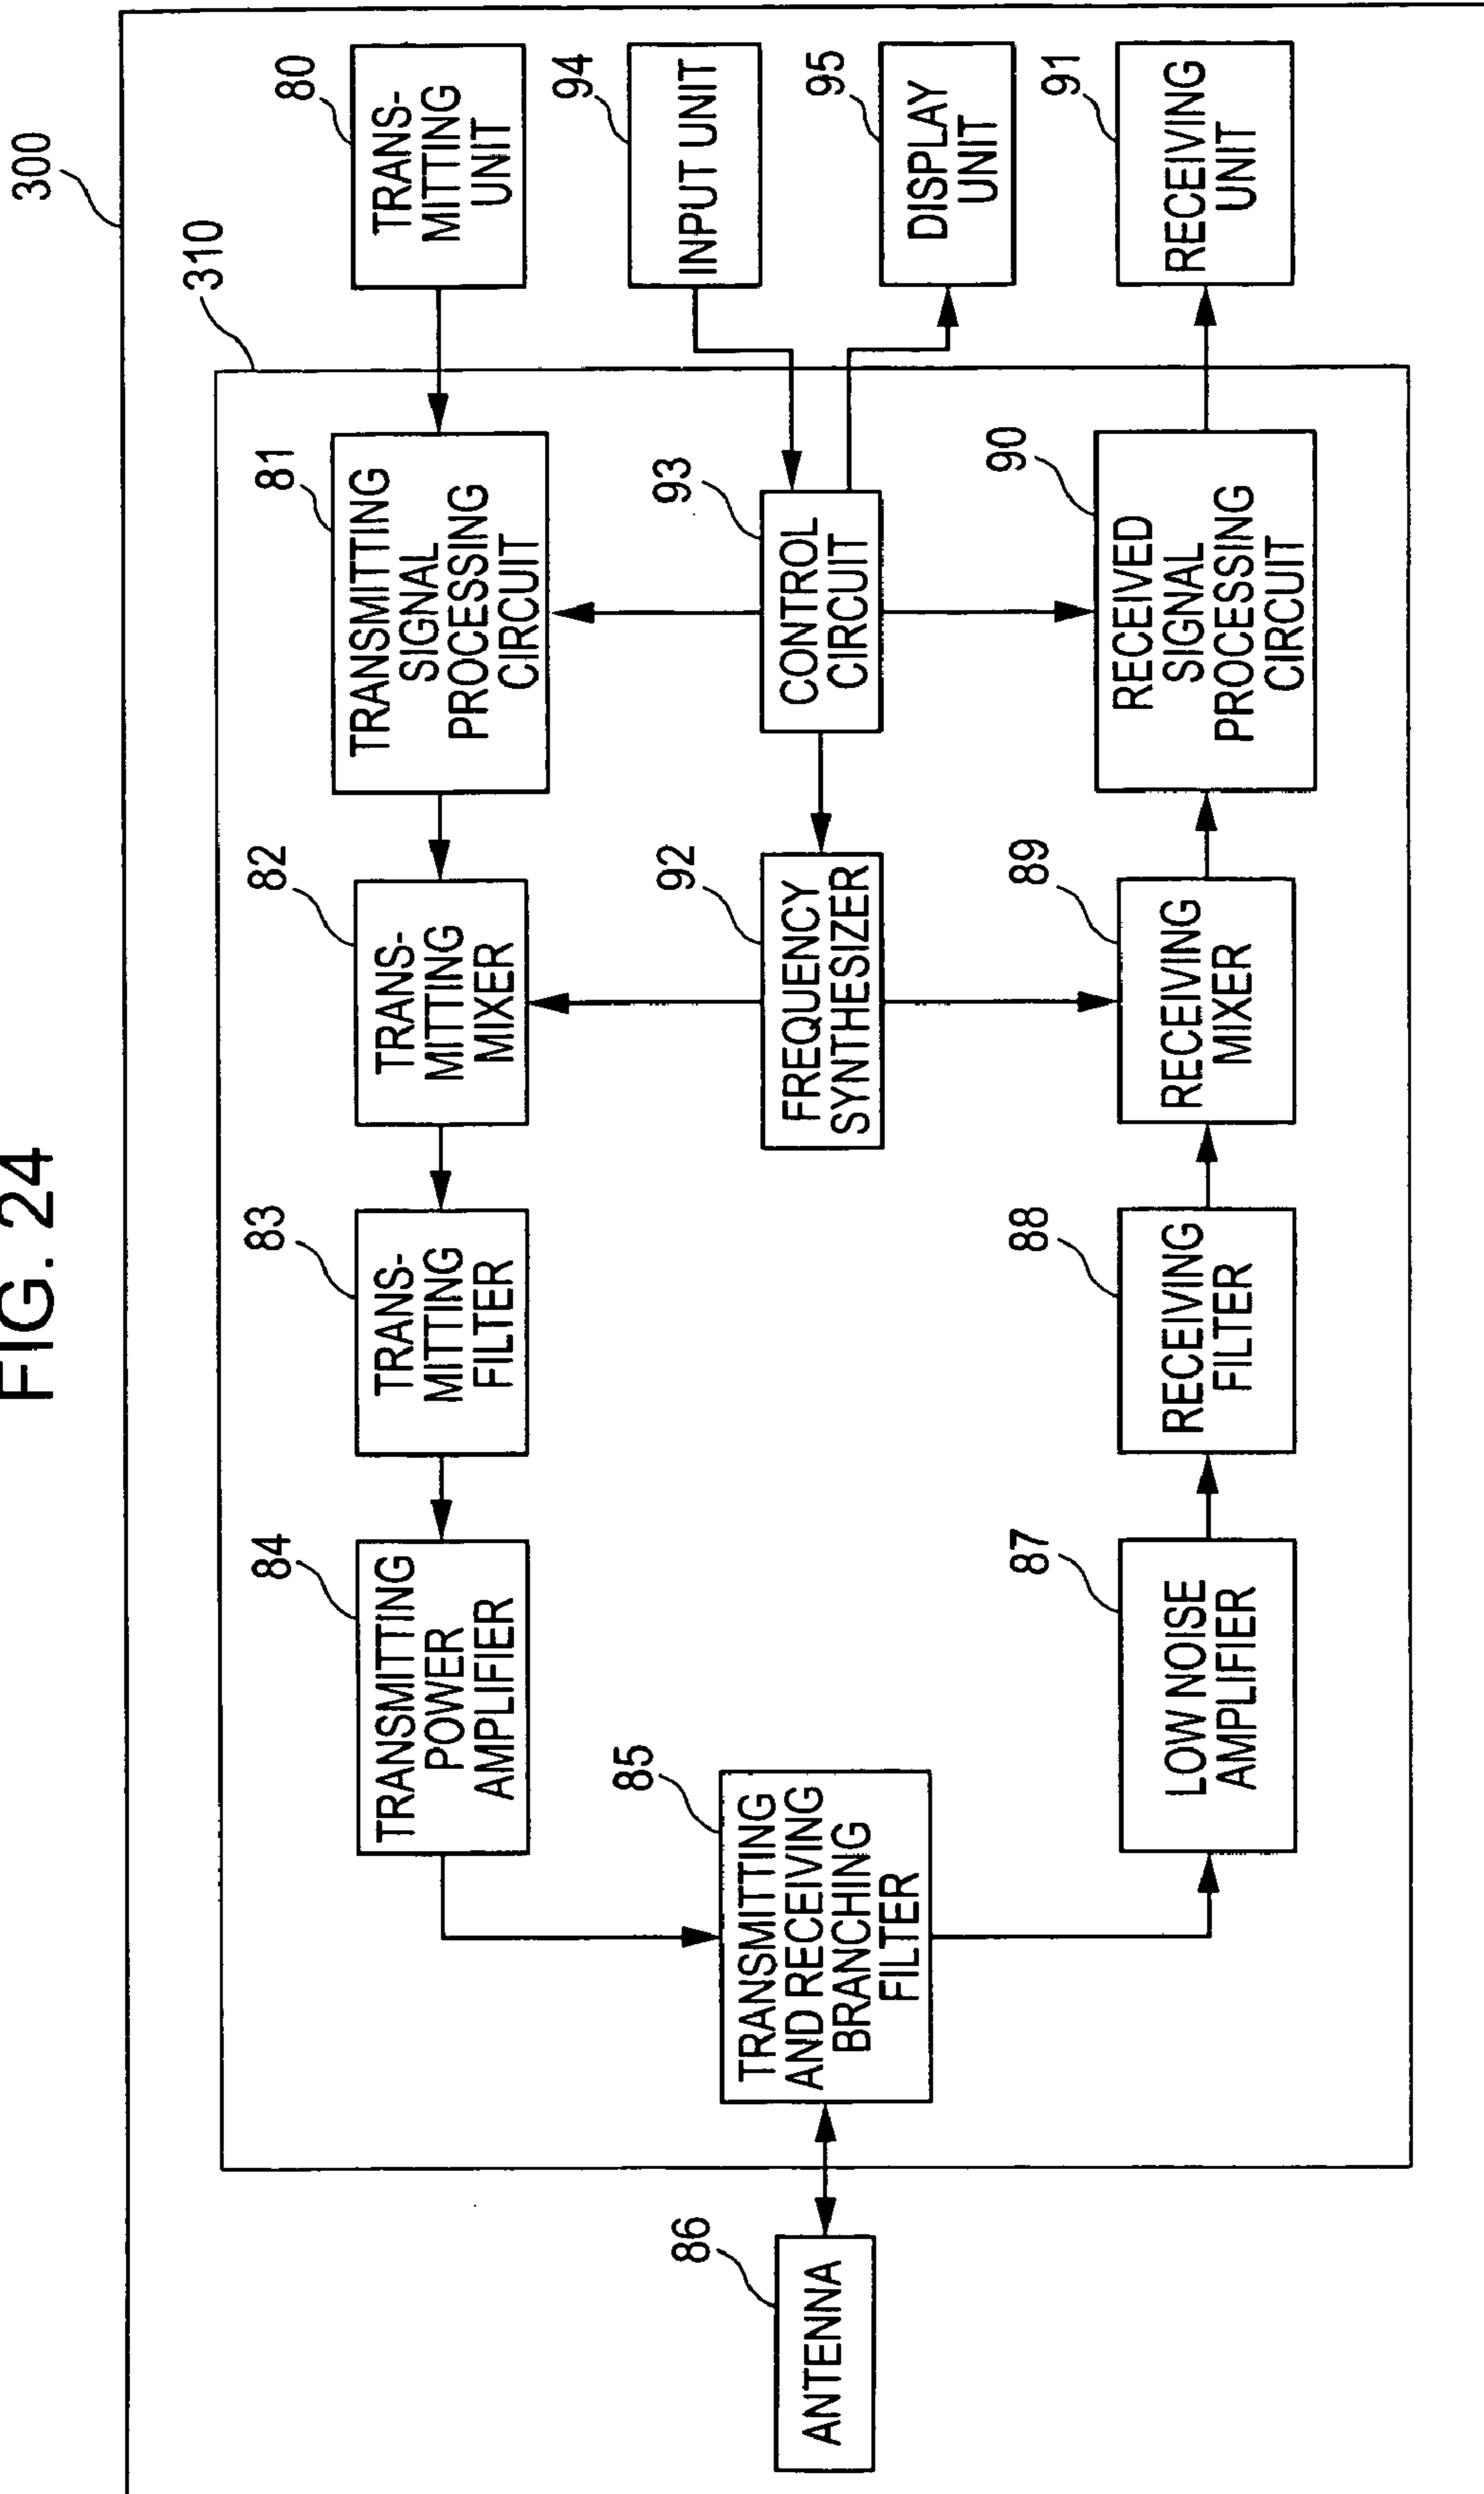 FIG. 24
300
310
80
TRANS-
MITTING
UNIT
94
INPUT UNIT
95
DISPLAY
UNIT
91
RECEIVING
UNIT
81
TRANSMITTING
SIGNAL
PROCESSING
CIRCUIT
93
CONTROL
CIRCUIT
90
RECEIVED
SIGNAL
PROCESSING
CIRCUIT
82
TRANS-
MITTING
MIXER
92
FREQUENCY
SYNTHESIZER
89
RECEIVING
MIXER
83
TRANS-
MITTING
FILTER
88
RECEIVING
FILTER
84
TRANSMITTING
POWER
AMPLIFIER
85
TRANSMITTING
AND RECEIVING
BRANCHING
FILTER
87
LOW NOISE
AMPLIFIER
86
ANTENNA